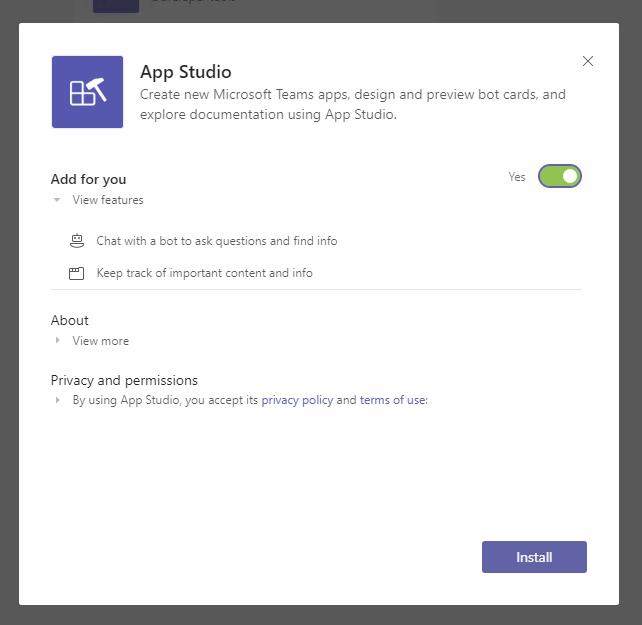 App Studio
Create new Microsoft Teams apps, design and preview bot cards, and
explore documentation using App Studio.
Add for you
Yes
View features
Chat with a bot to ask questions and find info
Keep track of important content and info
About
View more
Privacy and permissions
By using App Studio, you accept its privacy policy and terms of use:
Install